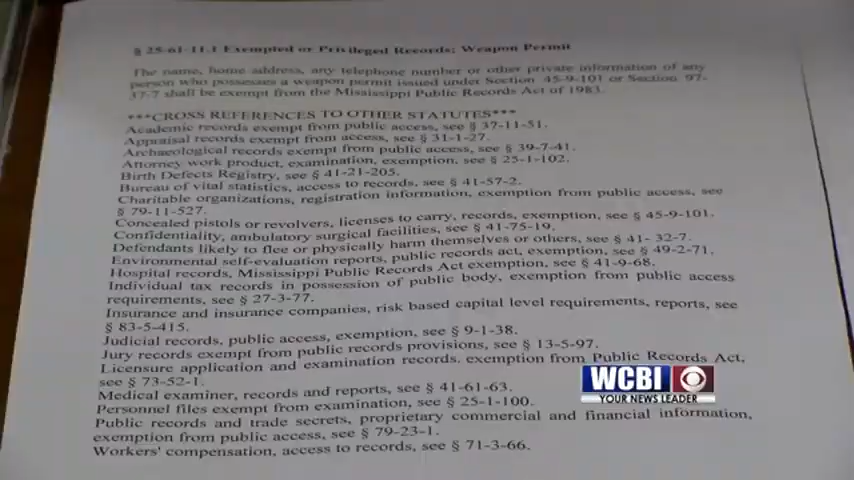 § 25-61-11.1 Exempted or Privileged Records; Weapon Permit
The name, home address, any telephone number or other private information of any
person who possesses a weapon permit issued under Section 45-9-101 or Section 97-
37-7 shall be exempt from the Mississippi Public Records Act of 1983.
***CROSS REFERENCES TO OTHER STATUTES***
Academic records exempt from public access, see § 37-11-51.
Appraisal records exempt from access, see § 31-1-27.
Archaeological records exempt from public access, see § 39-7-41.
Attorney work product, examination, exemption, see § 25-1-102.
Birth Defects Registry, see § 41-21-205.
Bureau of vital statistics, access to records, see § 41-57-2.
Charitable organizations, registration information, exemption from public access, see
§ 79-11-527.
Concealed pistols or revolvers, licenses to carry, records, exemption, see § 45-9-101.
Confidentiality, ambulatory surgical facilities, see § 41-75-19.
Defendants likely to flee or physically harm themselves or others, see § 41- 32-7.
Environmental self-evaluation reports, public records act, exemption, see § 49-2-71.
Hospital records, Mississippi Public Records Act exemption, see § 41-9-68.
Individual tax records in possession of public body, exemption from public access
requirements, see § 27-3-77.
Insurance and insurance companies, risk based capital level requirements, reports, see
§ 83-5-415.
Judicial records, public access, exemption, see § 9-1-38.
Jury records exempt from public records provisions, see § 13-5-97.
Licensure application and examination records, exemption from Public Records Act,
see § 73-52-1.
Medical examiner, records and reports, see § 41-61-63.
Personnel files exempt from examination, see § 25-1-100.
Public records and trade secrets, proprietary commercial and financial information,
exemption from public access, see § 79-23-1.
Workers' compensation, access to records, see § 71-3-66.
WCBI
YOUR NEWS LEADER